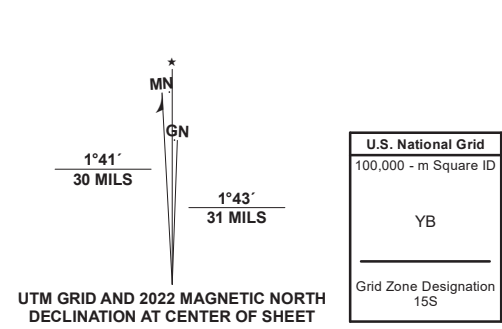 ★
MN
GN
1°41´
30 MILS
1°43´
31 MILS
UTM GRID AND 2022 MAGNETIC NORTH
DECLINATION AT CENTER OF SHEET
U.S. National Grid
100,000 - m Square ID
YB
Grid Zone Designation
15S